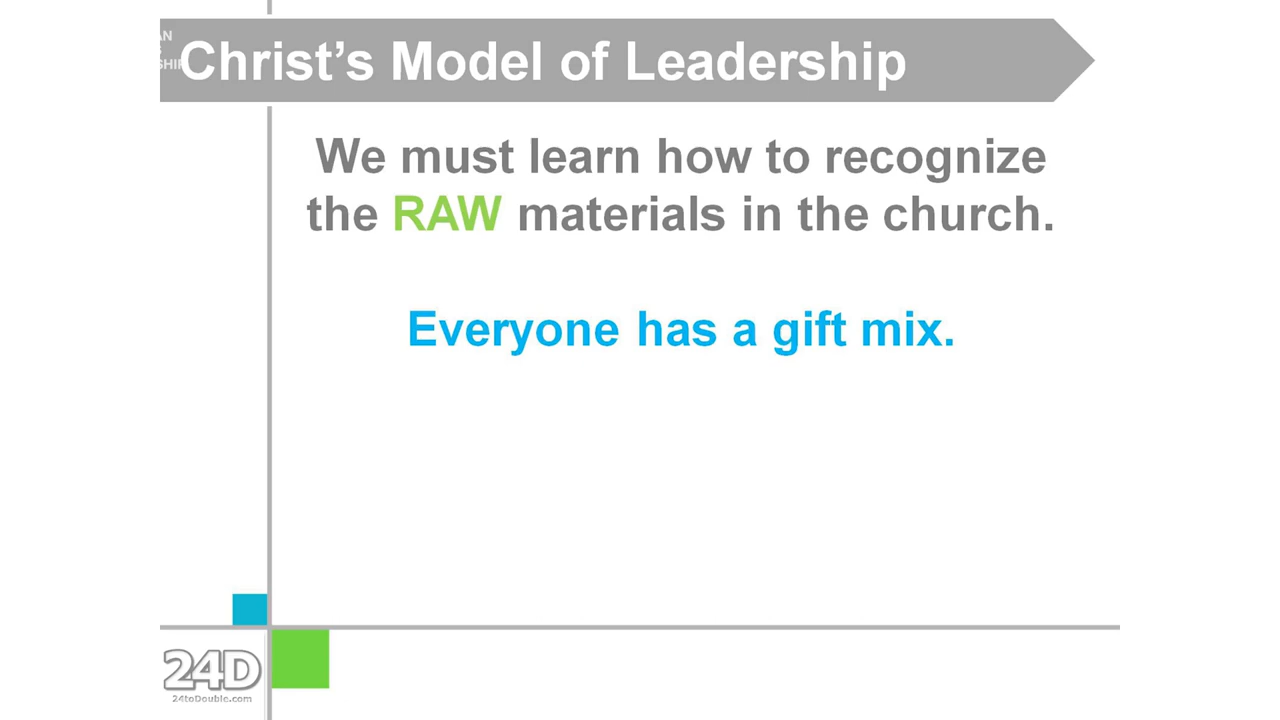 Christ’s Model of Leadership
We must learn how to recognize
the RAW materials in the church.
Everyone has a gift mix.
24D
24toDouble.com